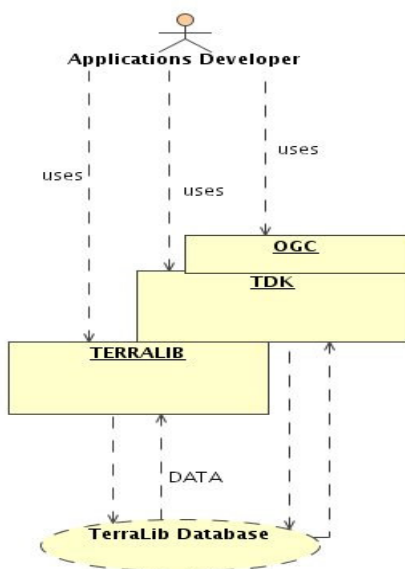 Applications Developer
uses
uses
uses
OGC
TDK
TERRALIB
DATA
TerraLib Database